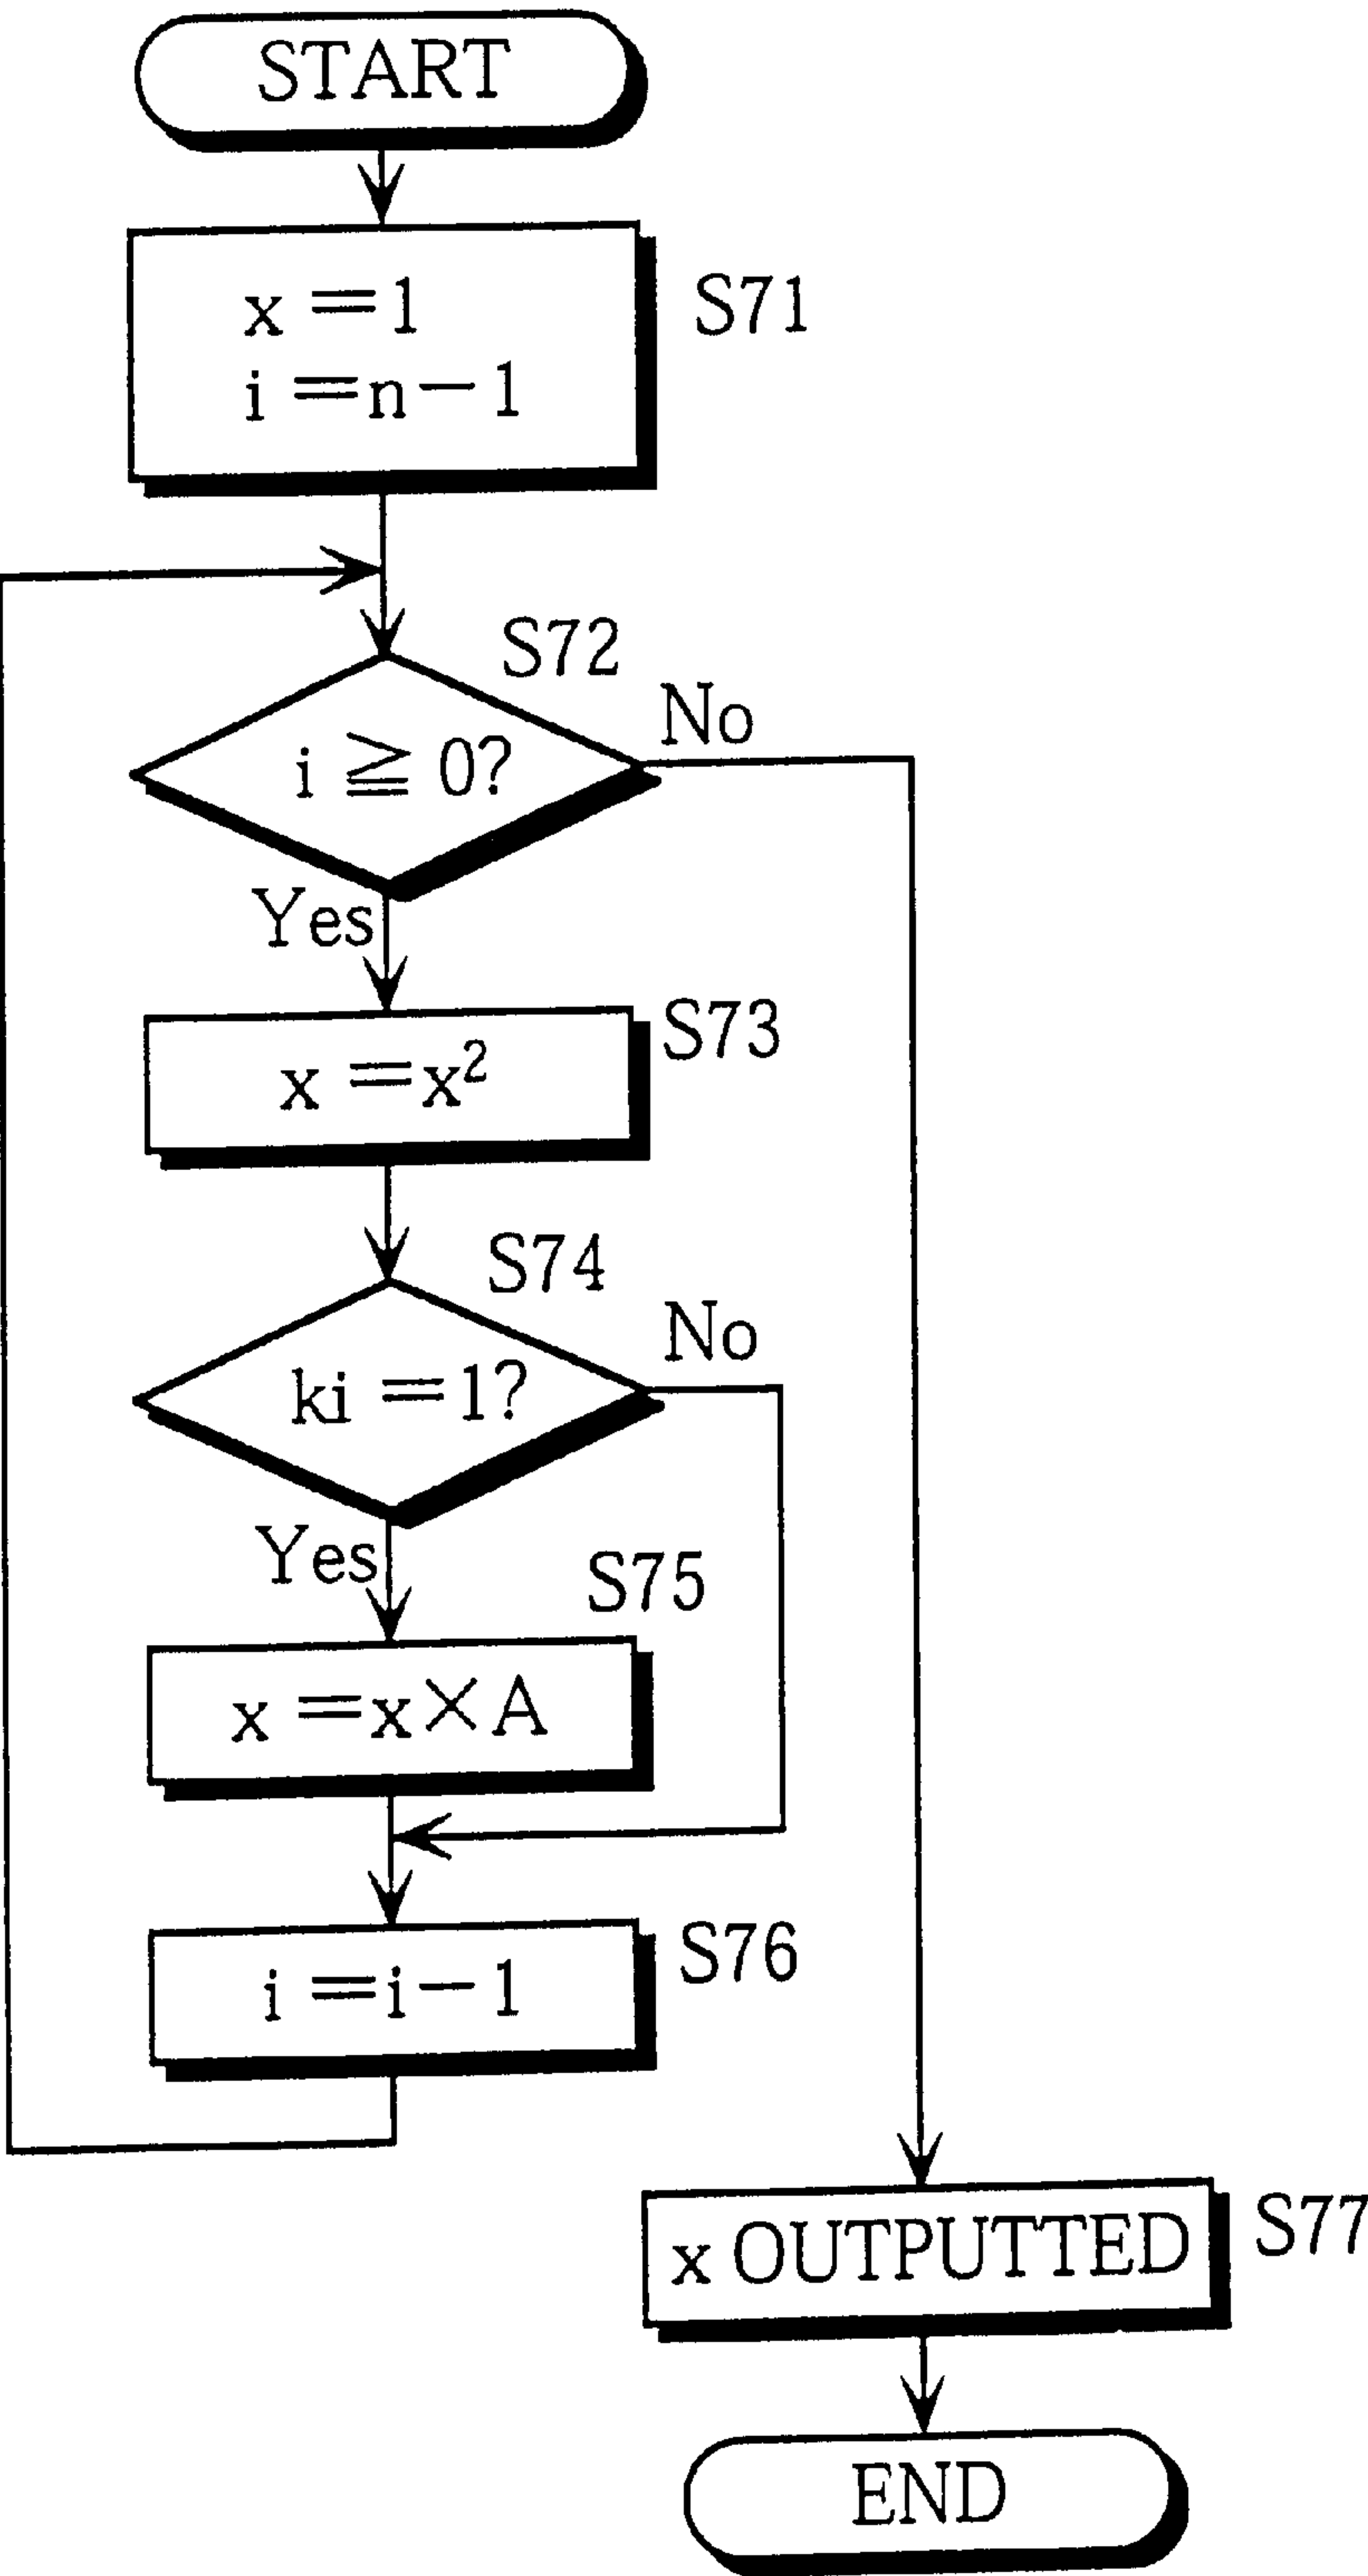 START
x=1
i=n-1
S71
S72
i ≧ 0?
No
Yes
S73
x=x²
S74
ki=1?
No
Yes
S75
x=x×A
i=i-1
S76
x OUTPUTTED
S77
END